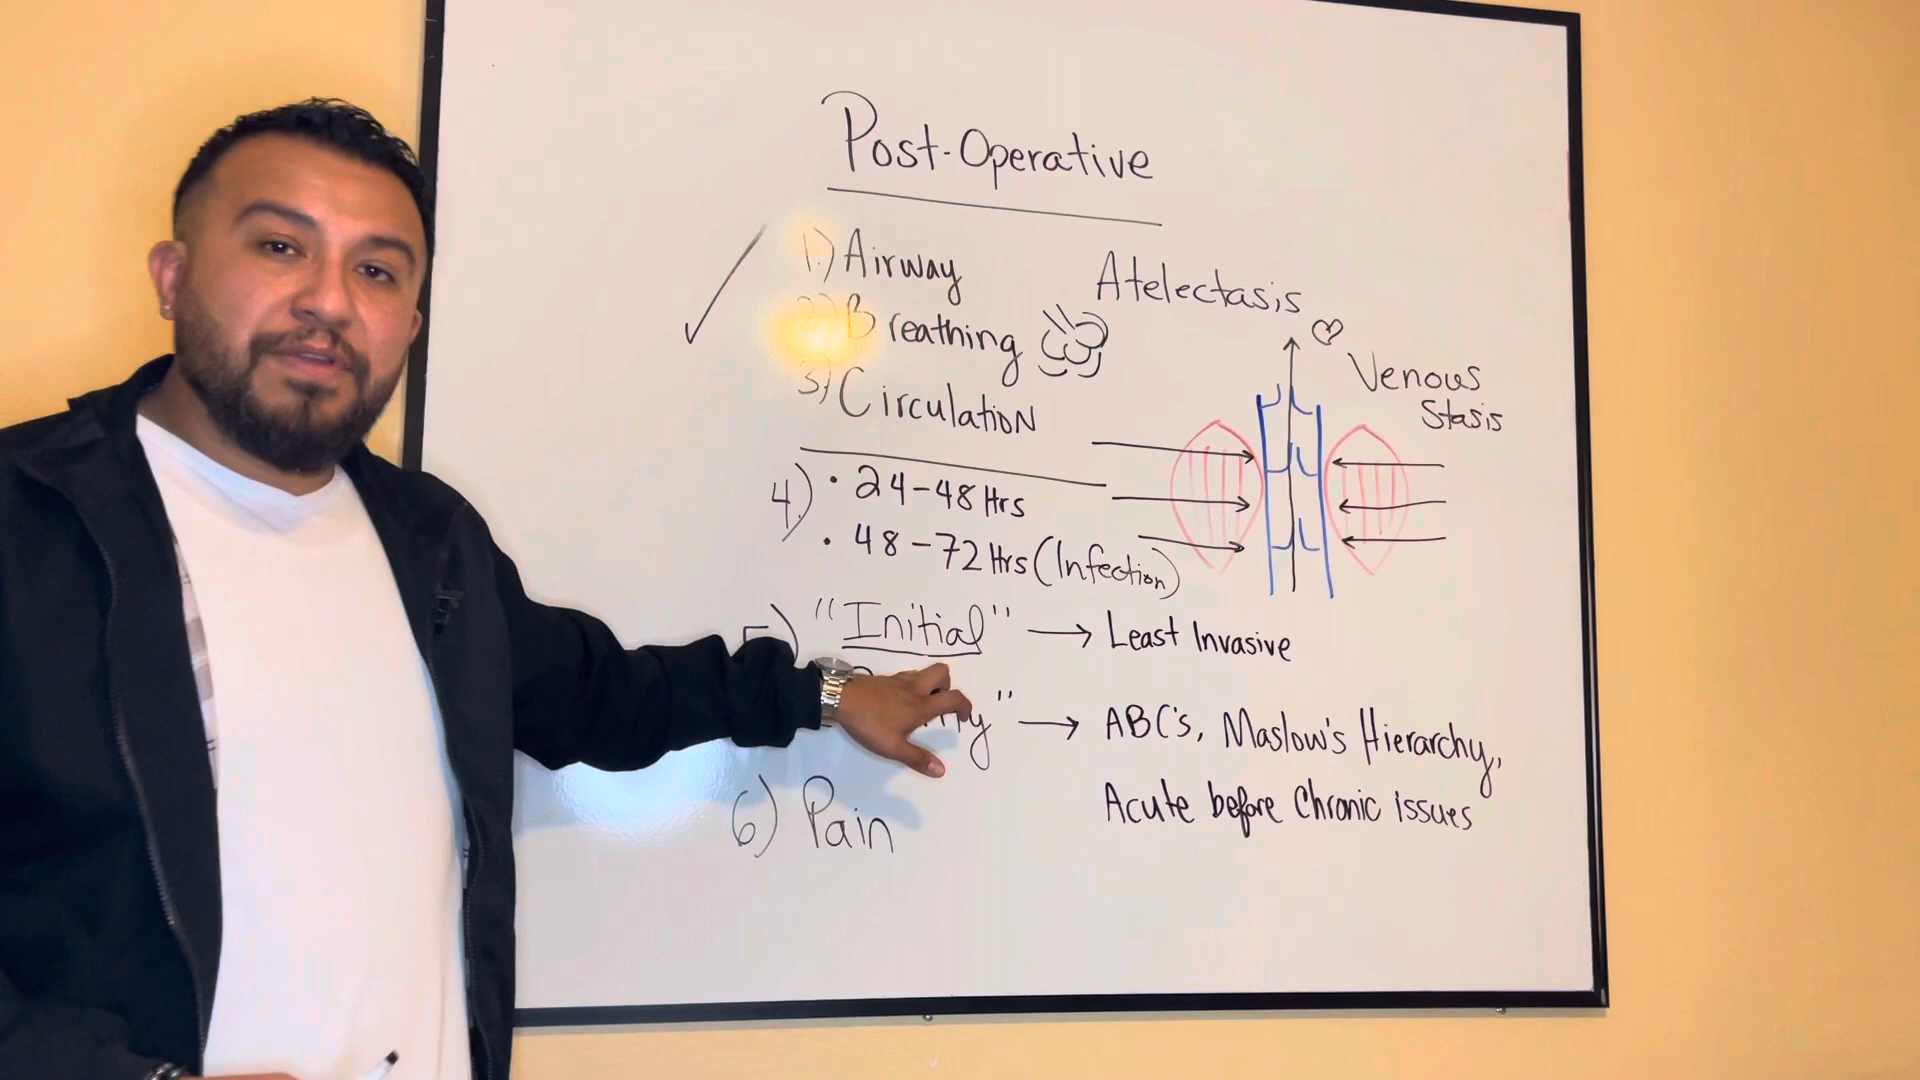 Post-Operative
1.) Airway
Atelectasis
2.) Breathing
3.) Circulation
Venous
Stasis
4.) • 24-48 Hrs
• 48-72 Hrs (Infection)
5) "Initial" → Least Invasive
→ ABC's, Maslow's Hierarchy,
Acute before Chronic issues
6) Pain